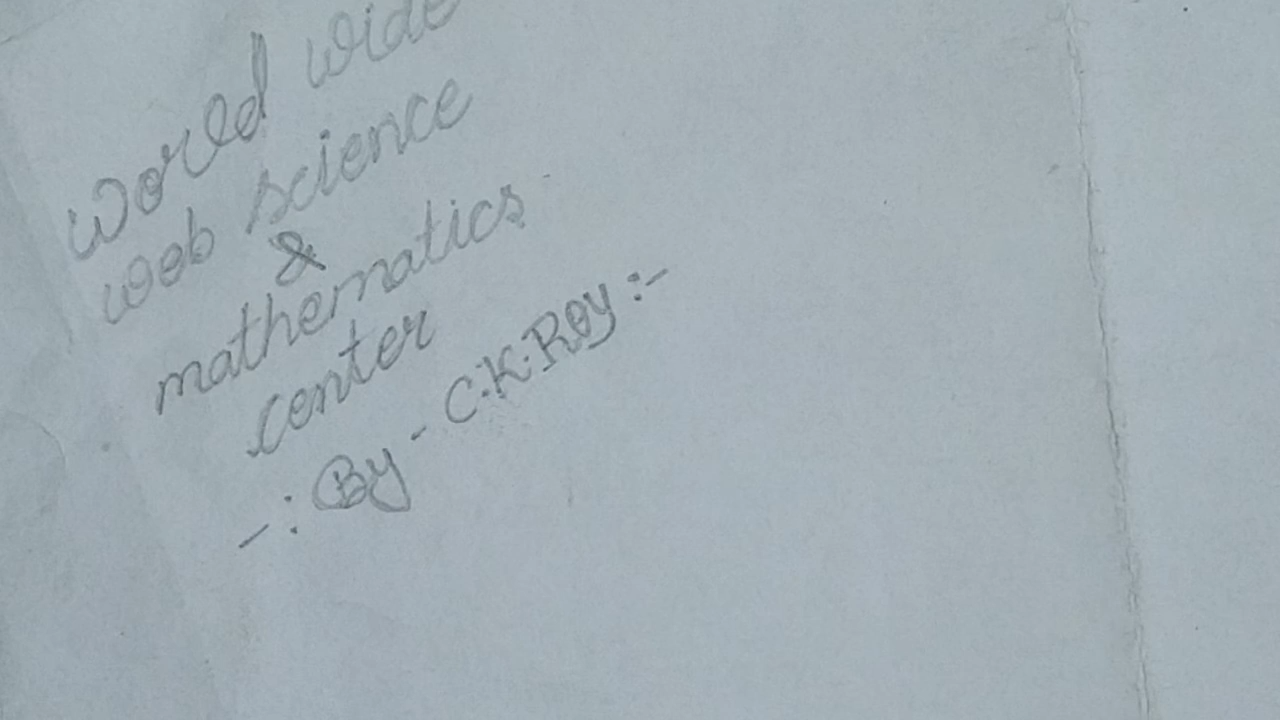 world wide
web science
&
mathematics
center
-: By - C.K.Roy :-